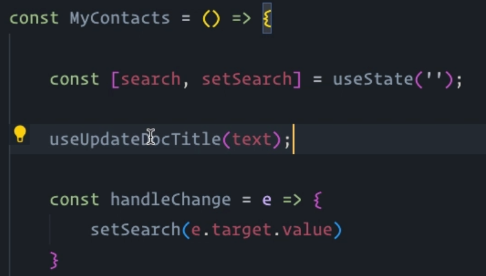 const MyContacts = () => {
const [search, setSearch] = useState('');
useUpdateDocTitle(text);
const handleChange = e => {
setSearch(e.target.value)
}